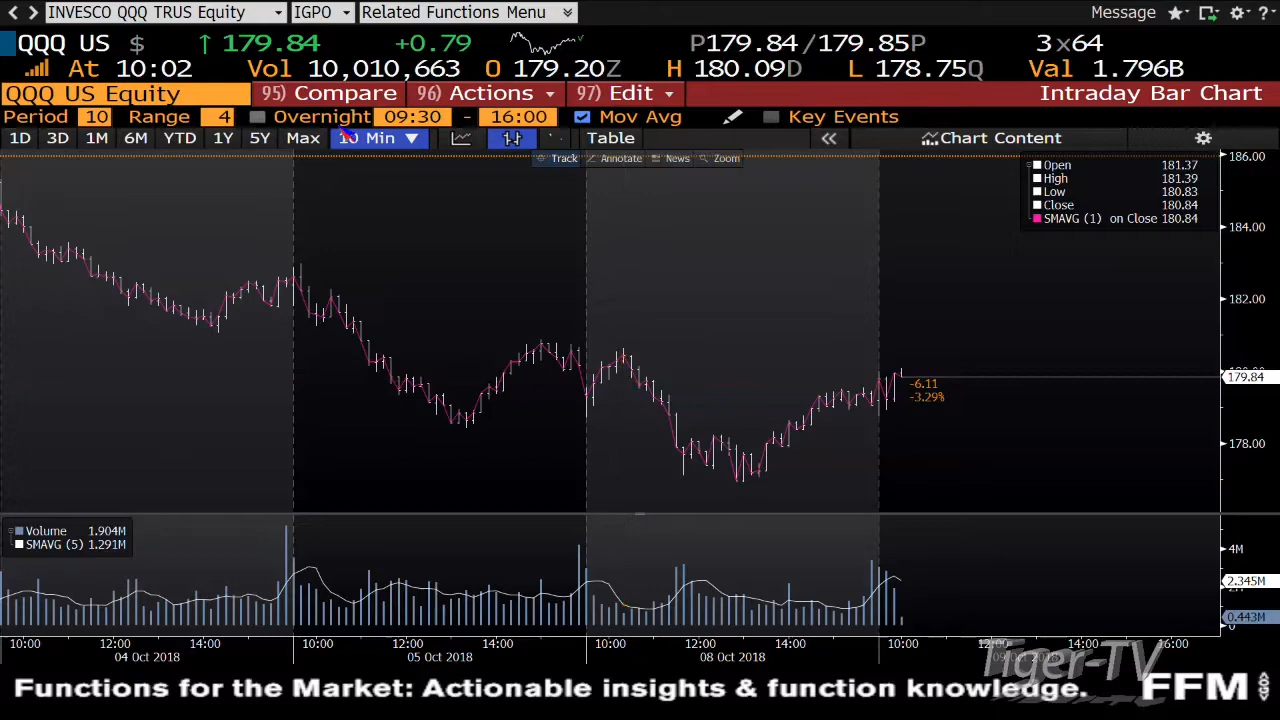 INVESCO QQQ TRUS Equity IGPO Related Functions Menu Message ?
QQQ US $ ↑ 179.84 +0.79 P179.84/179.85P 3x64
At 10:02 Vol 10,010,663 O 179.20Z H 180.09D L 178.75Q Val 1.796B
QQQ US Equity 95) Compare 96) Actions 97) Edit Intraday Bar Chart
Period 10 Range 4 Overnight 09:30 - 16:00 Mov Avg Key Events
1D 3D 1M 6M YTD 1Y 5Y Max 10 Min ▼ Table « Chart Content
Track Annotate News Zoom
186.00
Open 181.37
High 181.39
Low 180.83
Close 180.84
SMAVG (1) on Close 180.84
184.00
182.00
179.84
-6.11
-3.29%
178.00
Volume 1.904M
SMAVG (5) 1.291M
4M
2.345M
0.443M
0
10:00 12:00 14:00 10:00 12:00 14:00 10:00 12:00 14:00 10:00 12:00 14:00 16:00
04 Oct 2018 05 Oct 2018 08 Oct 2018 09 Oct 2018
Tiger-TV
Functions for the Market: Actionable insights & function knowledge. FFM